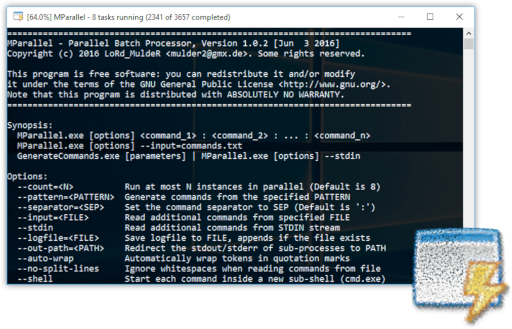 [64.0%] MParallel - 8 tasks running (2341 of 3657 completed)
===============================================================================
MParallel - Parallel Batch Processor, Version 1.0.2 [Jun  3 2016]
Copyright (c) 2016 LoRd_MuldeR <mulder2@gmx.de>. Some rights reserved.

This program is free software: you can redistribute it and/or modify
it under the terms of the GNU General Public License <http://www.gnu.org/>.
Note that this program is distributed with ABSOLUTELY NO WARRANTY.
===============================================================================

Synopsis:
  MParallel.exe [options] <command_1> : <command_2> : ... : <command_n>
  MParallel.exe [options] --input=commands.txt
  GenerateCommands.exe [parameters] | MParallel.exe [options] --stdin

Options:
  --count=<N>          Run at most N instances in parallel (Default is 8)
  --pattern=<PATTERN>  Generate commands from the specified PATTERN
  --separator=<SEP>    Set the command separator to SEP (Default is ':')
  --input=<FILE>       Read additional commands from specified FILE
  --stdin              Read additional commands from STDIN stream
  --logfile=<FILE>     Save logfile to FILE, appends if the file exists
  --out-path=<PATH>    Redirect the stdout/stderr of sub-processes to PATH
  --auto-wrap          Automatically wrap tokens in quotation marks
  --no-split-lines     Ignore whitespaces when reading commands from file
  --shell              Start each command inside a new sub-shell (cmd.exe)